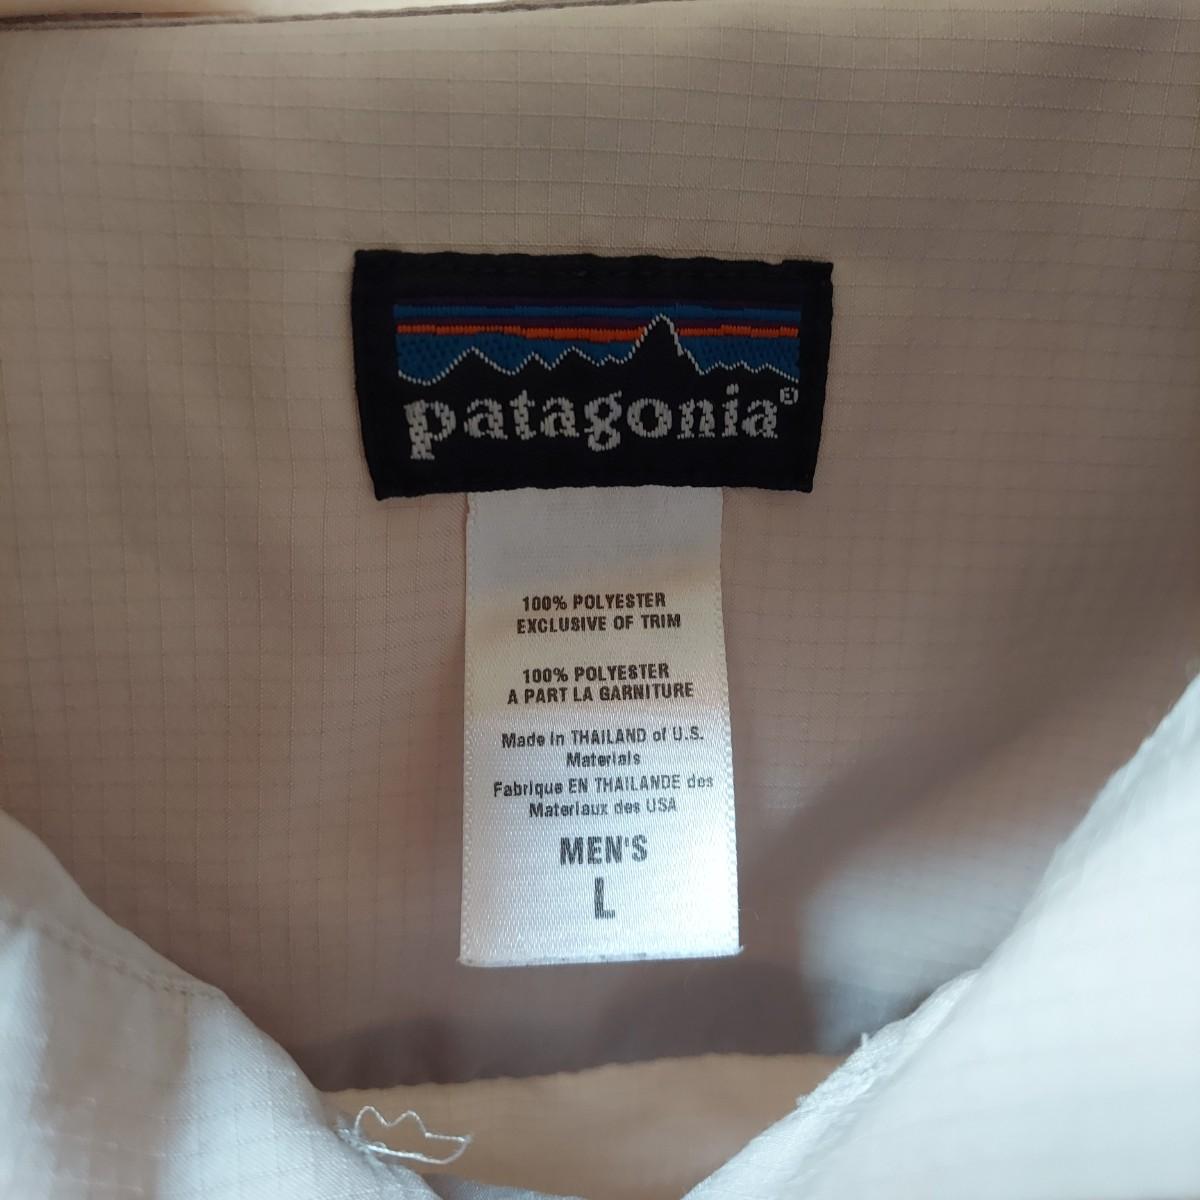 patagonia®
100% POLYESTER
EXCLUSIVE OF TRIM
100% POLYESTER
A PART LA GARNITURE
Made in THAILAND of U.S.
Materials
Fabrique EN THAILANDE des
Materiaux des USA
MEN'S
L